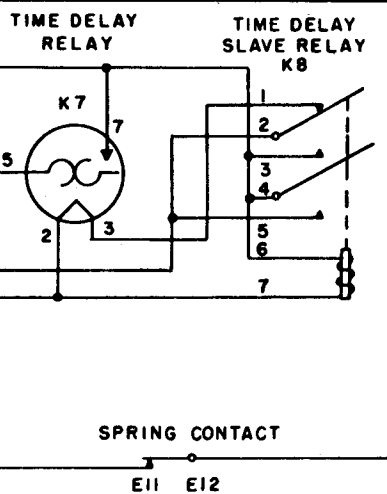 TIME DELAY
RELAY
TIME DELAY
SLAVE RELAY
K8
K7
7
5
2
3
1
2
3
4
5
6
7
SPRING CONTACT
E11 E12